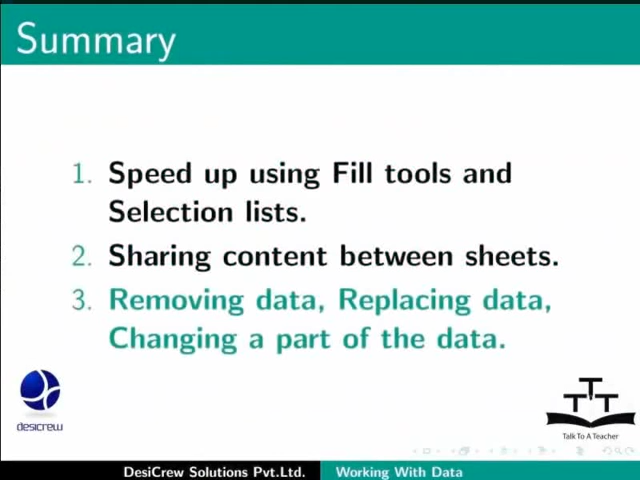 Summary
1. Speed up using Fill tools and
Selection lists.
2. Sharing content between sheets.
3. Removing data, Replacing data,
Changing a part of the data.
desicrew
TTT
Talk To A Teacher
DesiCrew Solutions Pvt.Ltd. Working With Data